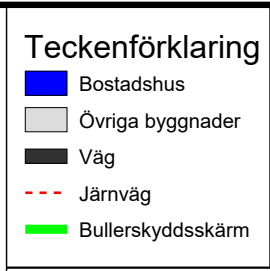 Teckenförklaring
Bostadshus
Övriga byggnader
Väg
Järnväg
Bullerskyddsskärm